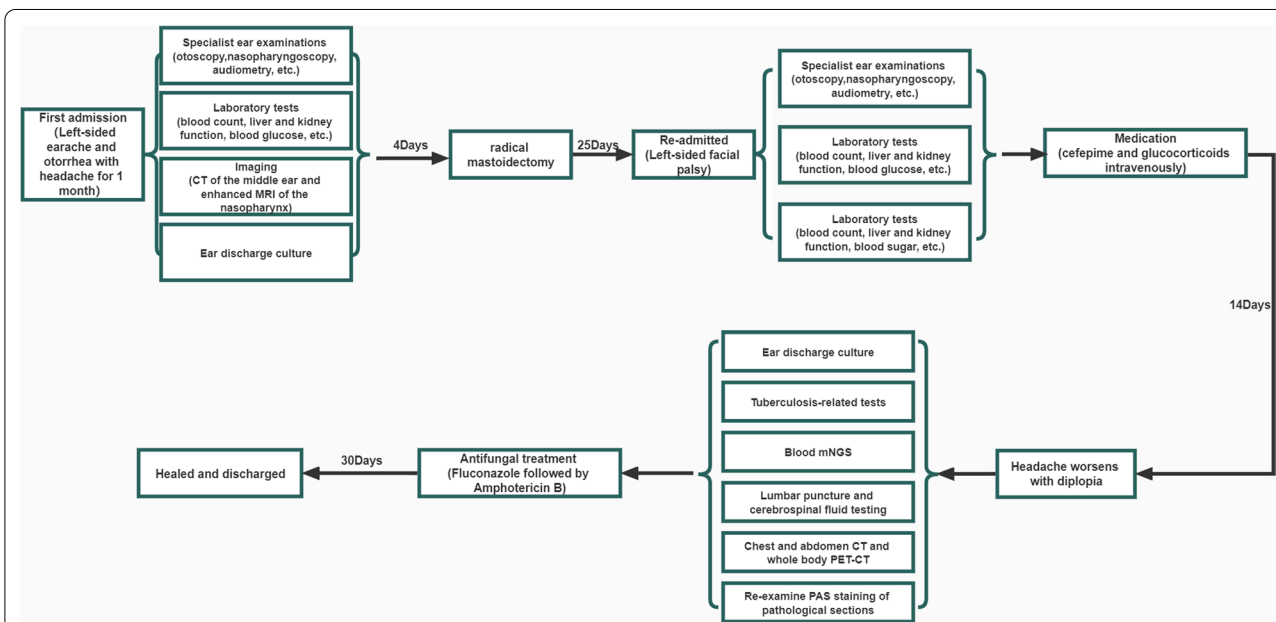 First admission
(Left-sided
earache and
otorrhea with
headache for 1
month)
Specialist ear examinations
(otoscopy,nasopharyngoscopy,
audiometry, etc.)
Laboratory tests
(blood count, liver and kidney
function, blood glucose, etc.)
Imaging
(CT of the middle ear and
enhanced MRI of the
nasopharynx)
Ear discharge culture
4Days
radical
mastoidectomy
25Days
Re-admitted
(Left-sided facial
palsy)
Specialist ear examinations
(otoscopy,nasopharyngoscopy,
audiometry, etc.)
Laboratory tests
(blood count, liver and kidney
function, blood glucose, etc.)
Laboratory tests
(blood count, liver and kidney
function, blood sugar, etc.)
Medication
(cefepime and glucocorticoids
intravenously)
14Days
Headache worsens
with diplopia
Ear discharge culture
Tuberculosis-related tests
Blood mNGS
Lumbar puncture and
cerebrospinal fluid testing
Chest and abdomen CT and
whole body PET-CT
Re-examine PAS staining of
pathological sections
Antifungal treatment
(Fluconazole followed by
Amphotericin B)
30Days
Healed and discharged